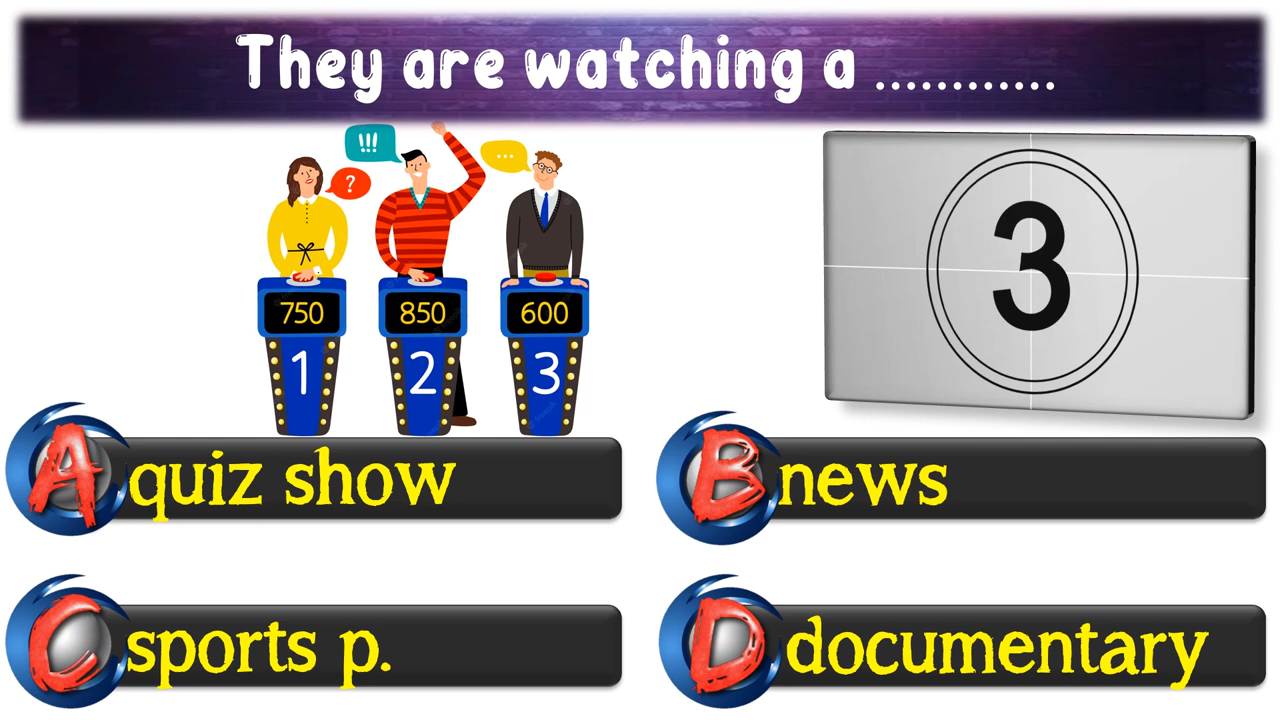 They are watching a ............
!!!
?
...
3
750
850
600
1
2
3
A quiz show
B news
C sports p.
D documentary